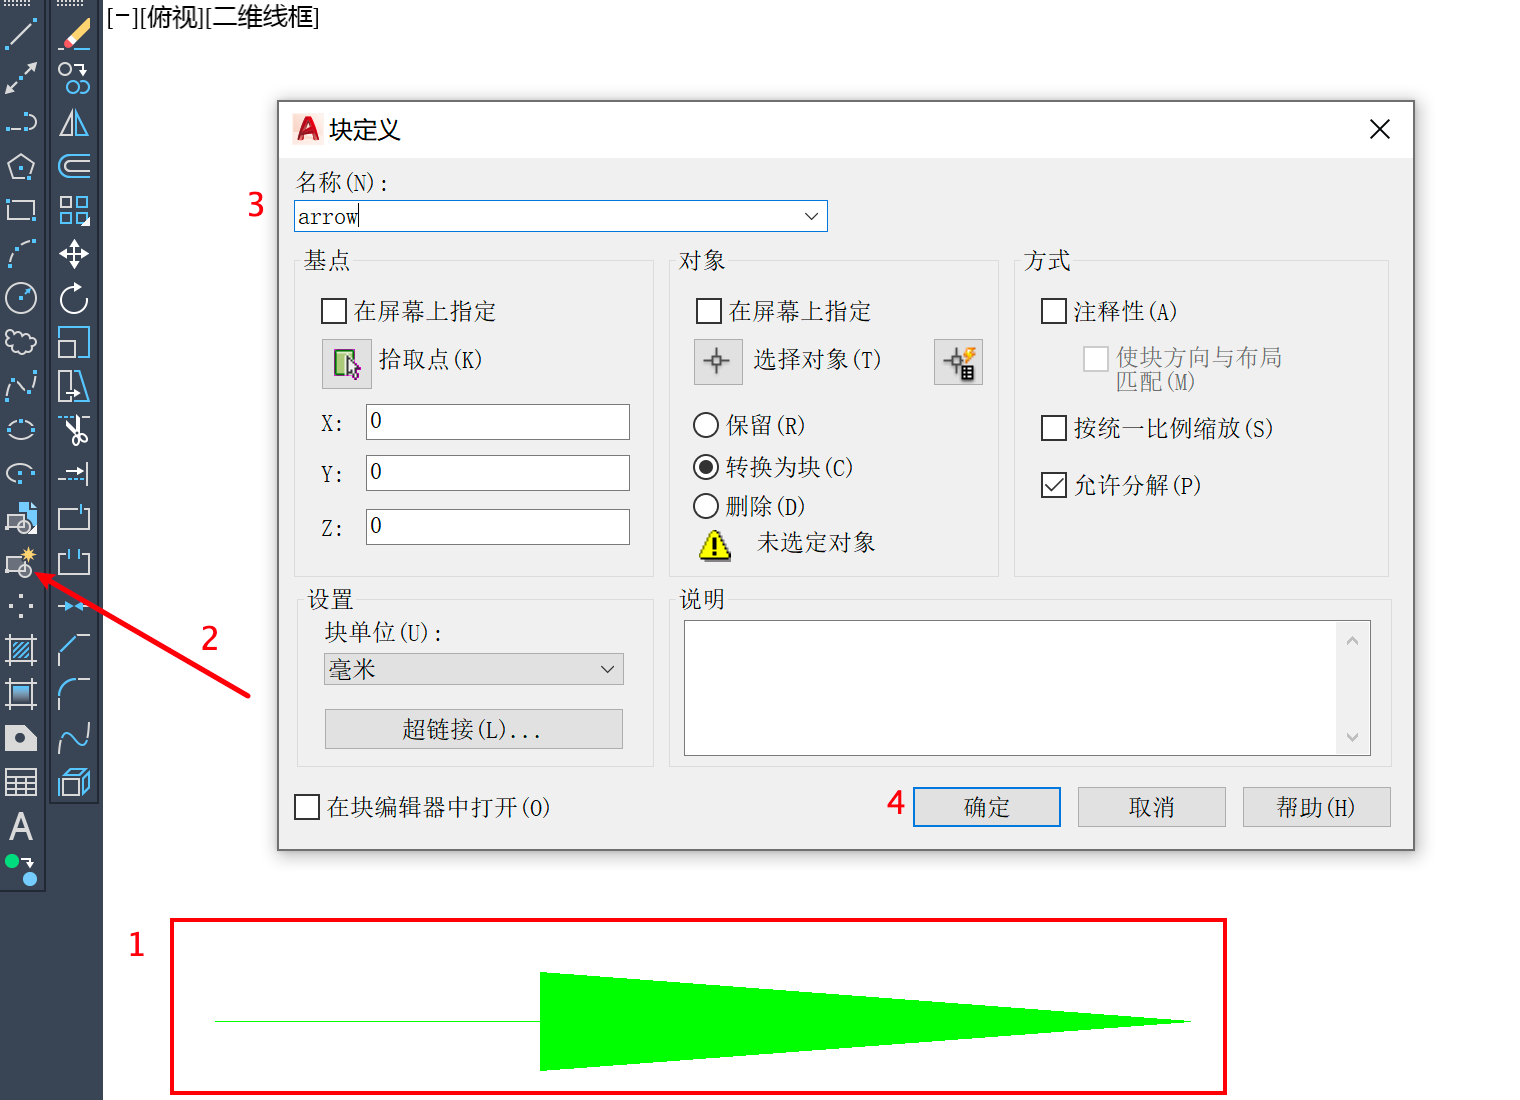 [−][俯视][二维线框]
块定义
3
名称(N):
arrow
基点
在屏幕上指定
拾取点(K)
X: 0
Y: 0
Z: 0
对象
在屏幕上指定
选择对象(T)
保留(R)
转换为块(C)
删除(D)
未选定对象
方式
注释性(A)
使块方向与布局
匹配(M)
按统一比例缩放(S)
允许分解(P)
2
设置
块单位(U):
毫米
超链接(L)...
说明
在块编辑器中打开(O)
4
确定
取消
帮助(H)
A
1